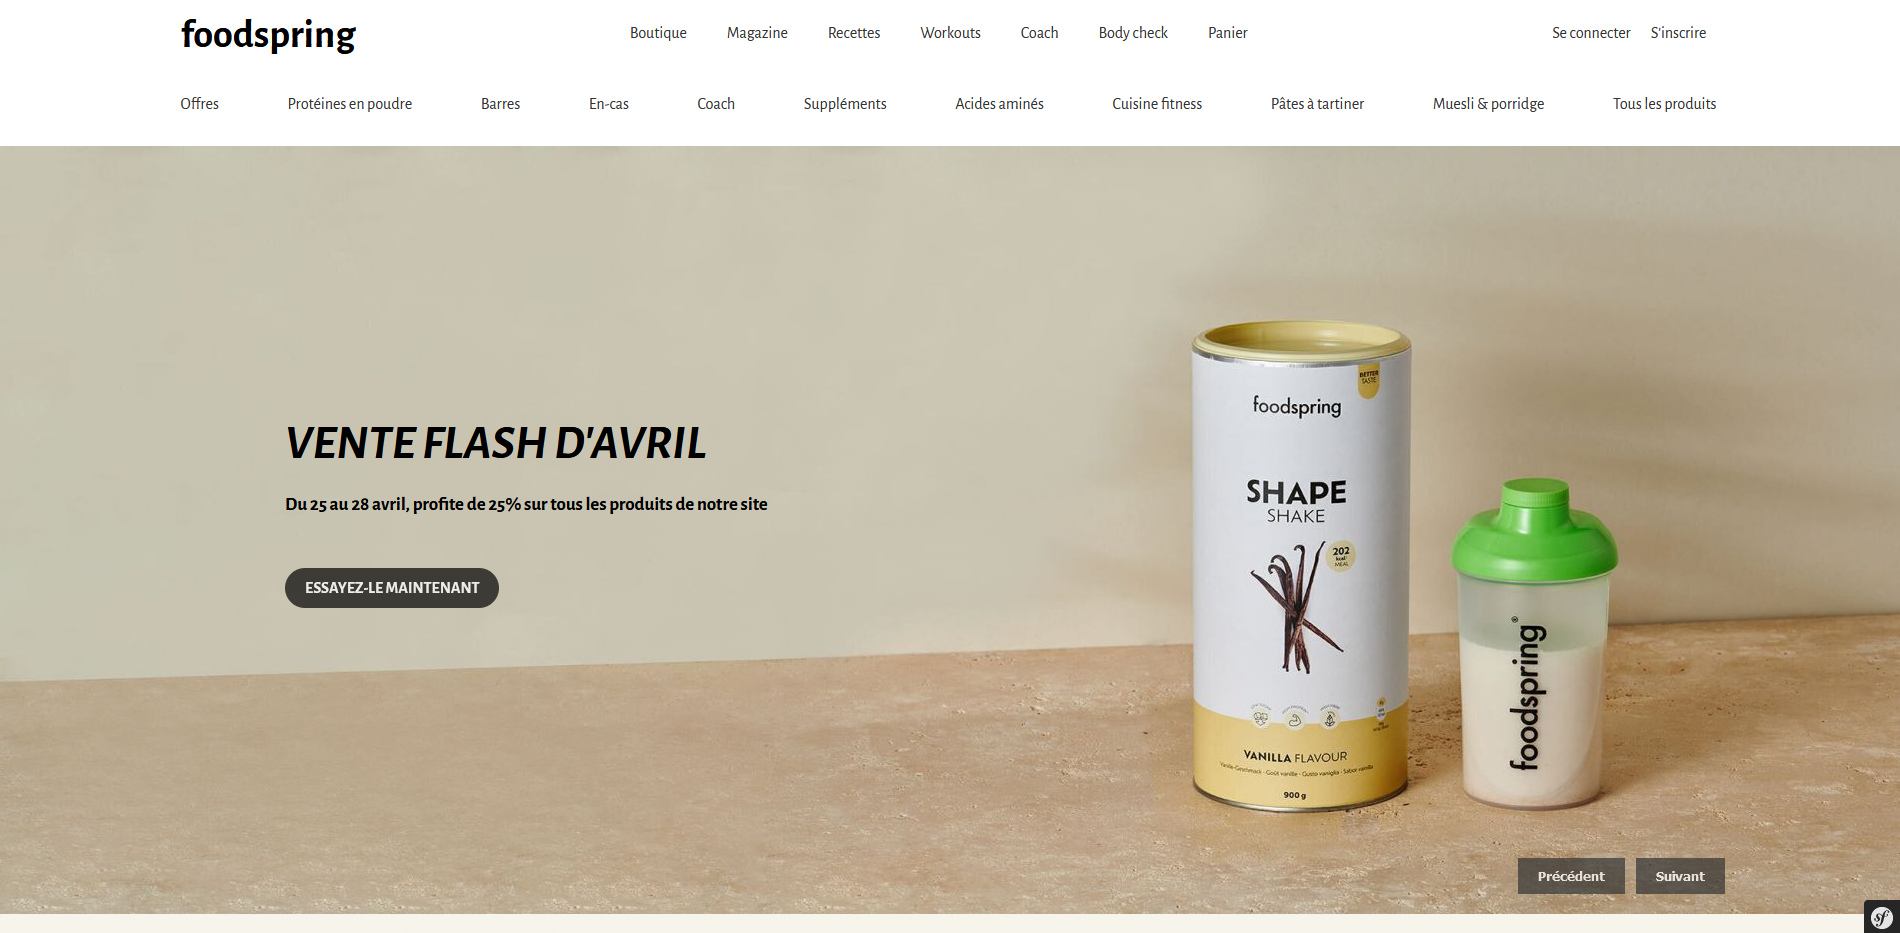 foodspring
Boutique Magazine Recettes Workouts Coach Body check Panier
Se connecter S'inscrire
Offres Protéines en poudre Barres En-cas Coach Suppléments Acides aminés Cuisine fitness Pâtes à tartiner Muesli & porridge Tous les produits
VENTE FLASH D'AVRIL
Du 25 au 28 avril, profite de 25% sur tous les produits de notre site
ESSAYEZ-LE MAINTENANT
BETTER
TASTE
foodspring
SHAPE
SHAKE
202
kcal/
MEAL
VANILLA FLAVOUR
Vanille-Geschmack · Goût vanille · Gusto vaniglia · Sabor vainilla
900 g
foodspring®
Précédent Suivant
sf